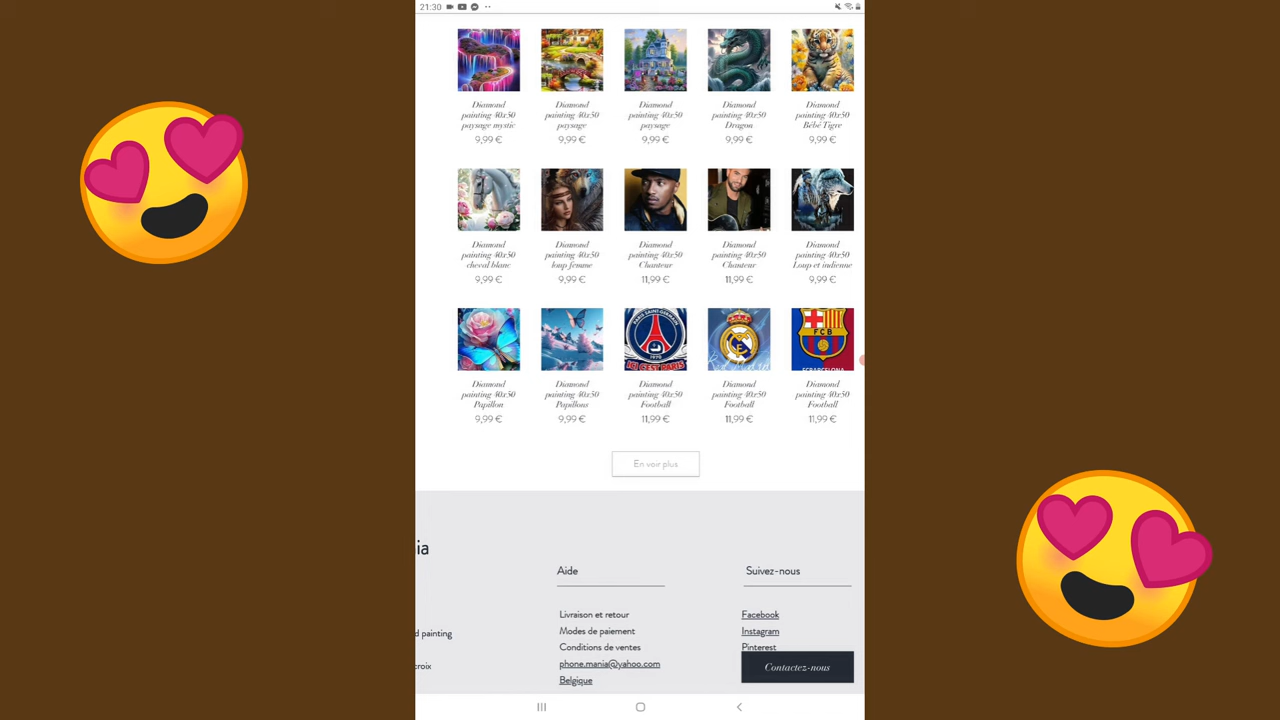 21:30
Diamond
painting 40x50
paysage mystic
9,99 €
Diamond
painting 40x50
paysage
9,99 €
Diamond
painting 40x50
paysage
9,99 €
Diamond
painting 40x50
Dragon
9,99 €
Diamond
painting 40x50
Bébé Tigre
9,99 €
Diamond
painting 40x50
cheval blanc
9,99 €
Diamond
painting 40x50
loup femme
9,99 €
Diamond
painting 40x50
Chanteur
11,99 €
Diamond
painting 40x50
Chanteur
11,99 €
Diamond
painting 40x50
Loup et indienne
9,99 €
PARIS SAINT-GERMAIN
1970
ICI C'EST PARIS
FCB
FCBARCELONA
Diamond
painting 40x50
Papillon
9,99 €
Diamond
painting 40x50
Papillons
9,99 €
Diamond
painting 40x50
Football
11,99 €
Diamond
painting 40x50
Football
11,99 €
Diamond
painting 40x50
Football
11,99 €
En voir plus
ia
d painting
croix
Aide
Livraison et retour
Modes de paiement
Conditions de ventes
phone.mania@yahoo.com
Belgique
Suivez-nous
Facebook
Instagram
Pinterest
Contactez-nous